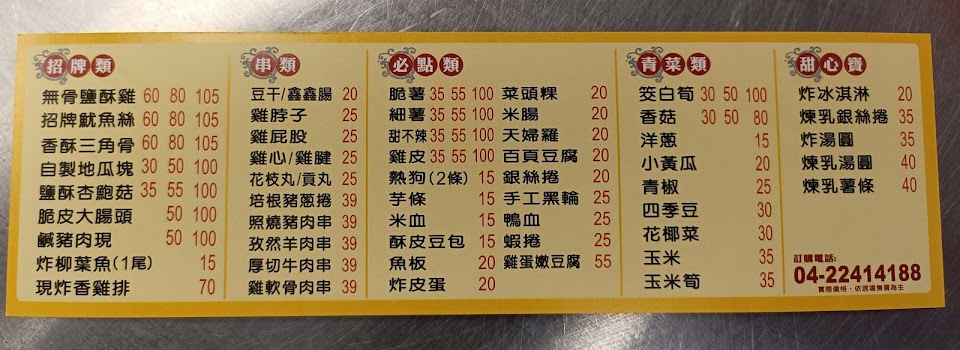 招牌類
無骨鹽酥雞 60 80 105
招牌魷魚絲 60 80 105
香酥三角骨 60 80 105
自製地瓜塊 30 50 100
鹽酥杏鮑菇 35 55 100
脆皮大腸頭 50 100
鹹豬肉現 50 100
炸柳葉魚(1尾) 15
現炸香雞排 70
串類
豆干/鑫鑫腸 20
雞脖子 25
雞屁股 25
雞心/雞腱 25
花枝丸/貢丸 25
培根豬蔥捲 39
照燒豬肉串 39
孜然羊肉串 39
厚切牛肉串 39
雞軟骨肉串 39
必點類
脆薯 35 55 100
細薯 35 55 100
甜不辣 35 55 100
雞皮 35 55 100
熱狗(2條) 15
芋條 15
米血 15
酥皮豆包 15
魚板 20
炸皮蛋 20
菜頭粿 20
米腸 20
天婦羅 20
百頁豆腐 20
銀絲捲 20
手工黑輪 25
鴨血 25
蝦捲 25
雞蛋嫩豆腐 55
青菜類
筊白筍 30 50 100
香菇 30 50 80
洋蔥 15
小黃瓜 20
青椒 25
四季豆 30
花椰菜 30
玉米 35
玉米筍 35
甜心寶
炸冰淇淋 20
煉乳銀絲捲 35
炸湯圓 35
煉乳湯圓 40
煉乳薯條 40
訂購電話:
04-22414188
實際價格，依現場售價為主